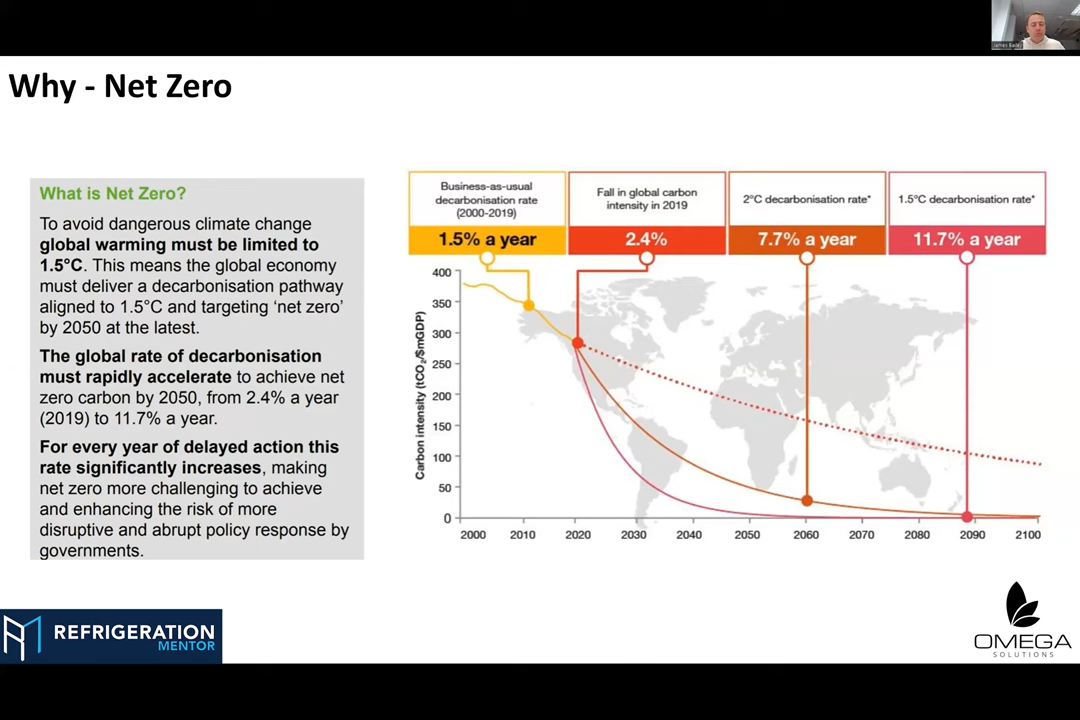 James Bailey
Why - Net Zero
What is Net Zero?
To avoid dangerous climate change
global warming must be limited to
1.5°C. This means the global economy
must deliver a decarbonisation pathway
aligned to 1.5°C and targeting ‘net zero’
by 2050 at the latest.
The global rate of decarbonisation
must rapidly accelerate to achieve net
zero carbon by 2050, from 2.4% a year
(2019) to 11.7% a year.
For every year of delayed action this
rate significantly increases, making
net zero more challenging to achieve
and enhancing the risk of more
disruptive and abrupt policy response by
governments.
Business-as-usual
decarbonisation rate
(2000-2019)
1.5% a year
Fall in global carbon
intensity in 2019
2.4%
2°C decarbonisation rate*
7.7% a year
1.5°C decarbonisation rate*
11.7% a year
Carbon intensity (tCO₂/$mGDP)
400
350
300
250
200
150
100
50
0
2000 2010 2020 2030 2040 2050 2060 2070 2080 2090 2100
REFRIGERATION
MENTOR
OMEGA
SOLUTIONS